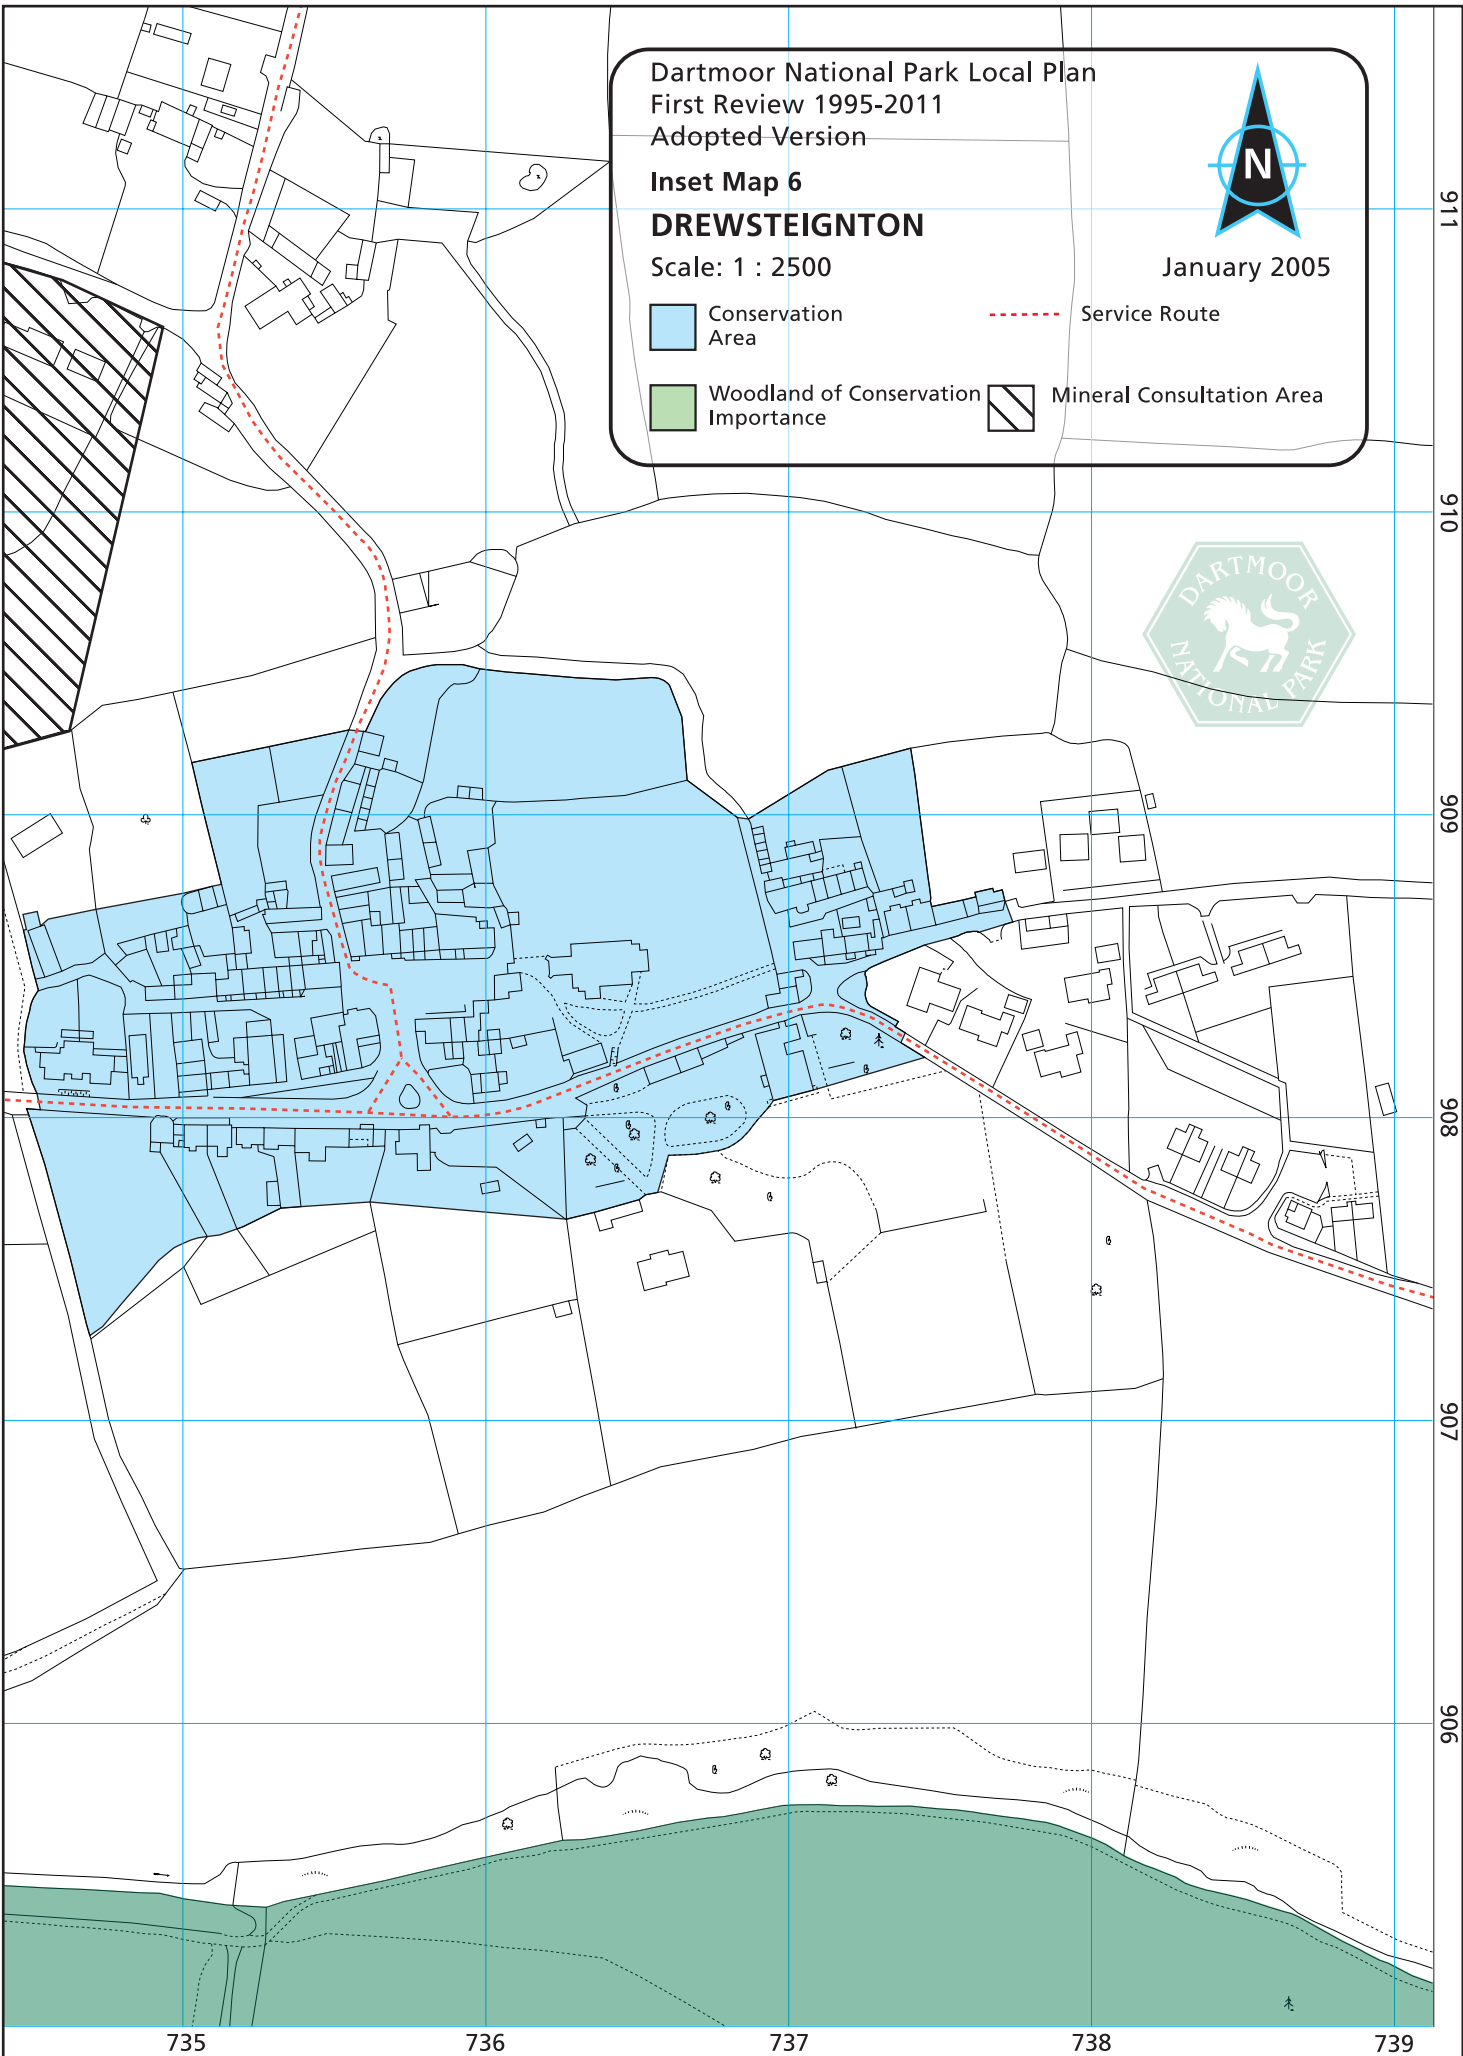 Dartmoor National Park Local Plan
First Review 1995-2011
Adopted Version
Inset Map 6
DREWSTEIGNTON
Scale: 1 : 2500
January 2005
N
Conservation
Area
Service Route
Woodland of Conservation
Importance
Mineral Consultation Area
DARTMOOR
NATIONAL PARK
911
910
909
908
907
906
735
736
737
738
739